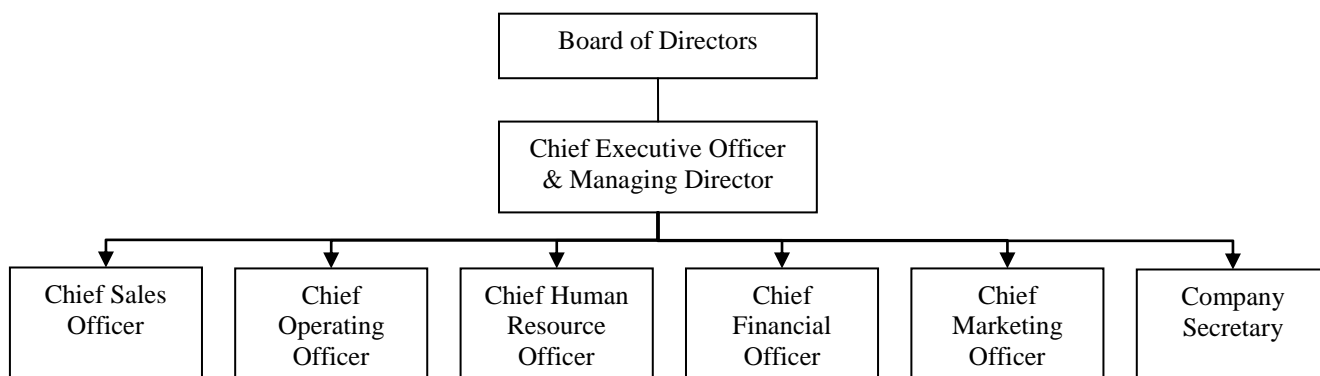 Board of Directors
Chief Executive Officer
& Managing Director
Chief Sales
Officer
Chief
Operating
Officer
Chief Human
Resource
Officer
Chief
Financial
Officer
Chief
Marketing
Officer
Company
Secretary